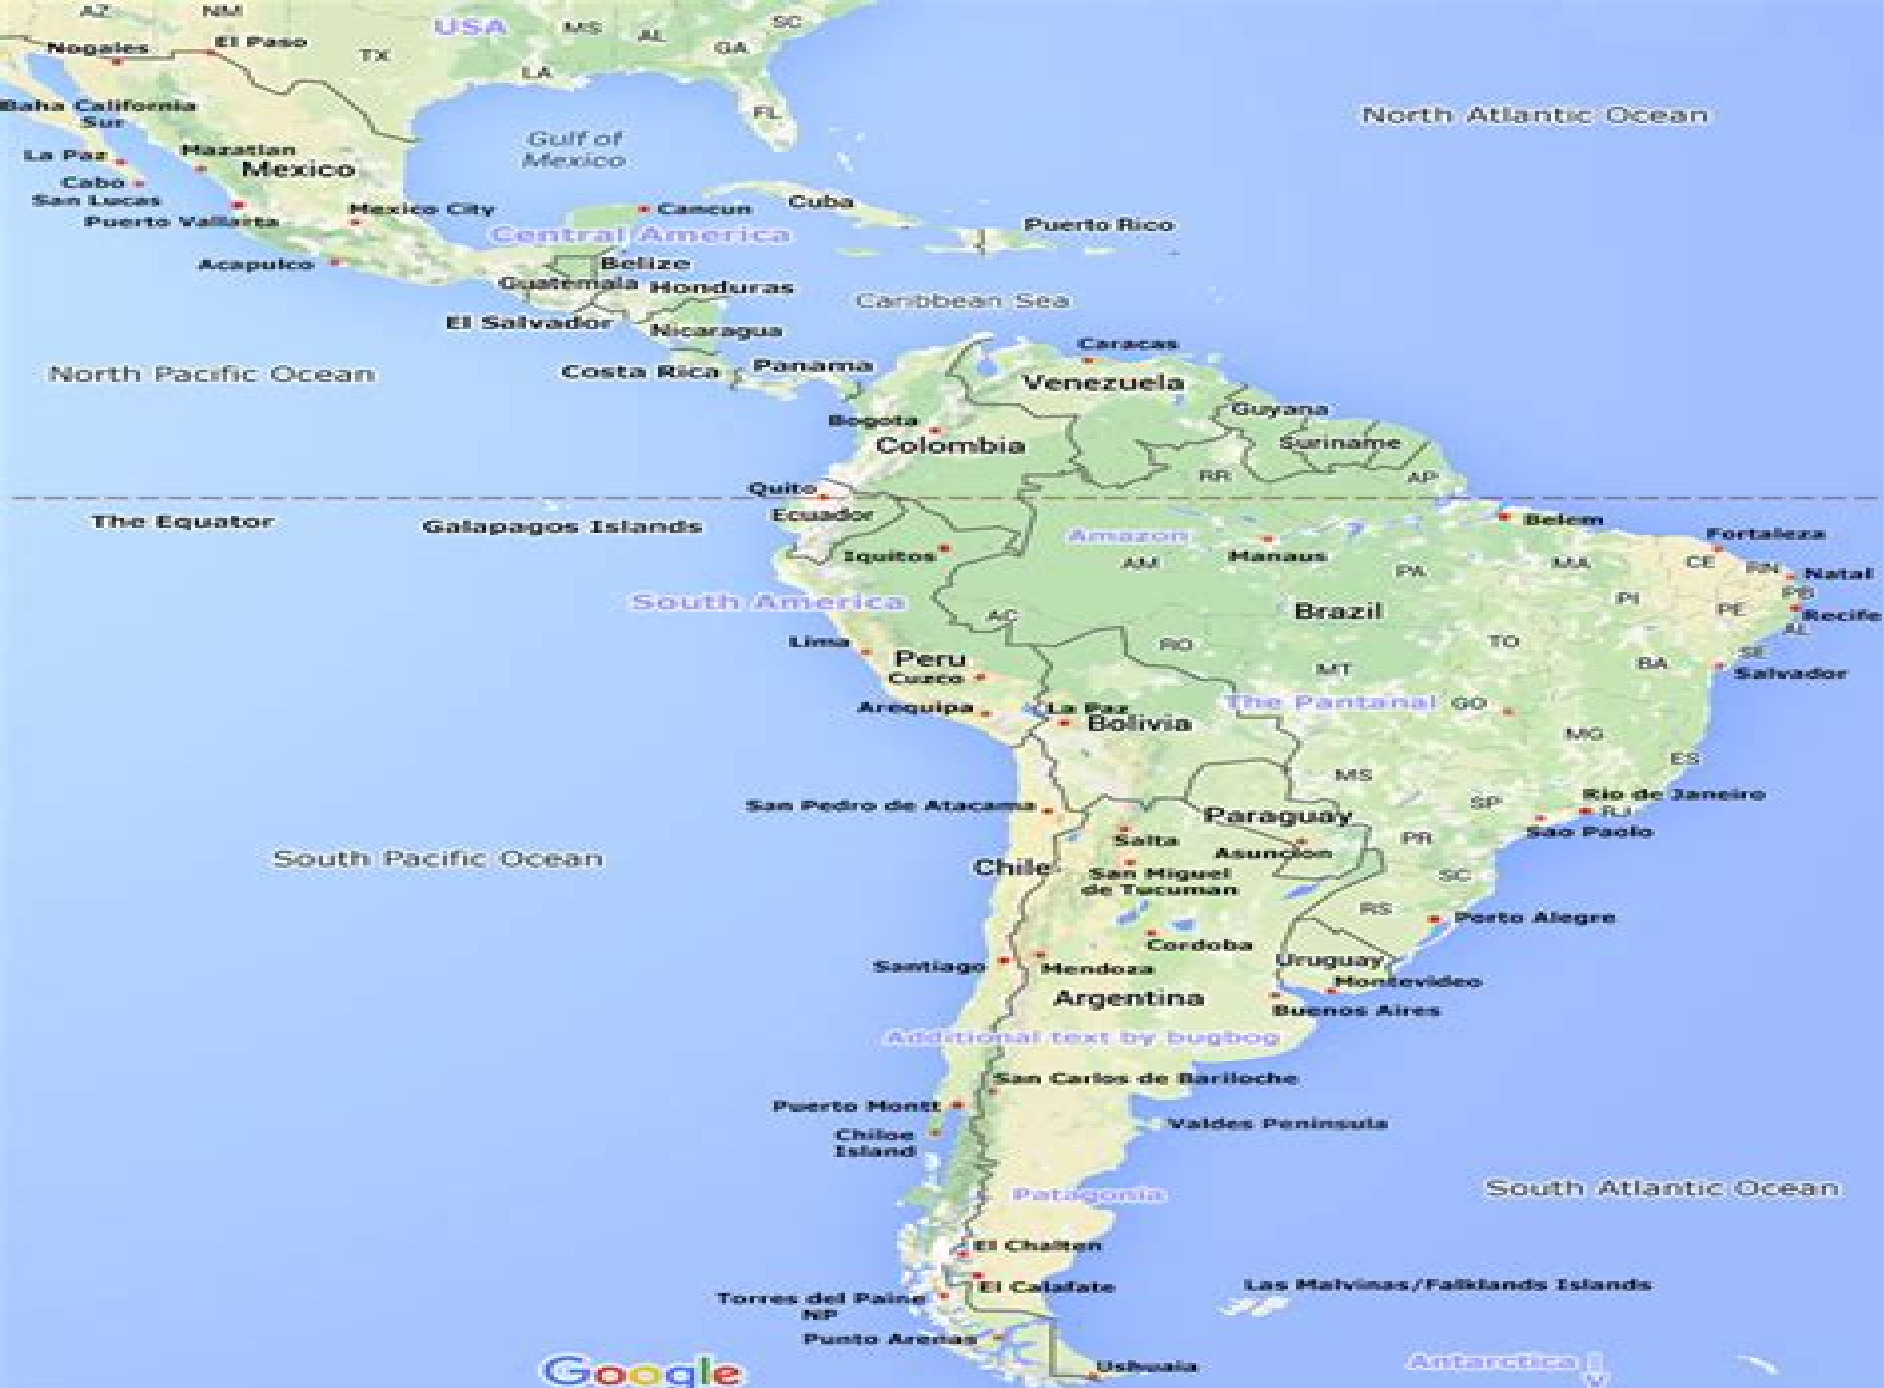 AZ
NM
USA
MS
AL
SC
GA
Nogales
El Paso
TX
LA
FL
Baha California
Sur
Gulf of
Mexico
North Atlantic Ocean
La Paz
Mazatlan
Mexico
Cabo
San Lucas
Puerto Vallarta
Mexico City
Cancun
Cuba
Puerto Rico
Central America
Acapulco
Belize
Guatemala
Honduras
Caribbean Sea
El Salvador
Nicaragua
North Pacific Ocean
Costa Rica
Panama
Caracas
Venezuela
Guyana
Bogota
Colombia
Suriname
RR
AP
Quito
The Equator
Galapagos Islands
Ecuador
Belem
Fortaleza
Iquitos
Amazon
AM
Manaus
PA
MA
CE
RN
Natal
PB
South America
AC
Brazil
PI
PE
Recife
AL
Lima
RO
TO
SE
Peru
MT
BA
Salvador
Cuzco
Arequipa
La Paz
Bolivia
The Pantanal
GO
MG
ES
MS
San Pedro de Atacama
Paraguay
SP
Rio de Janeiro
RJ
Sao Paolo
South Pacific Ocean
Chile
Salta
Asuncion
PR
San Miguel
de Tucuman
SC
RS
Porto Alegre
Cordoba
Santiago
Mendoza
Uruguay
Montevideo
Argentina
Buenos Aires
Additional text by bugbog
San Carlos de Bariloche
Puerto Montt
Valdes Peninsula
Chiloe
Island
Patagonia
South Atlantic Ocean
El Chalten
El Calafate
Las Malvinas/Falklands Islands
Torres del Paine
NP
Punto Arenas
Google
Ushuaia
Antarctica